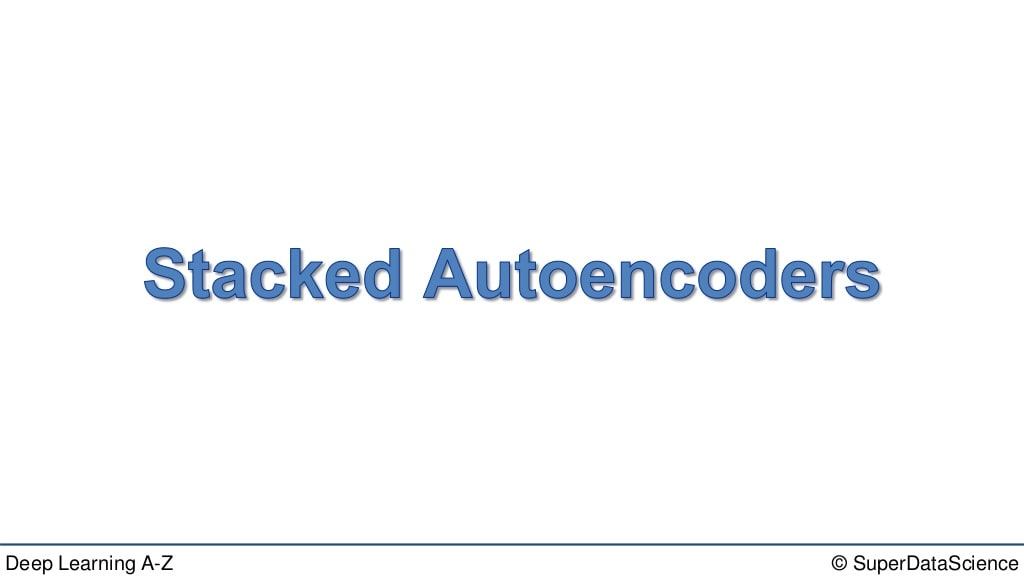 Stacked Autoencoders
Deep Learning A-Z
© SuperDataScience